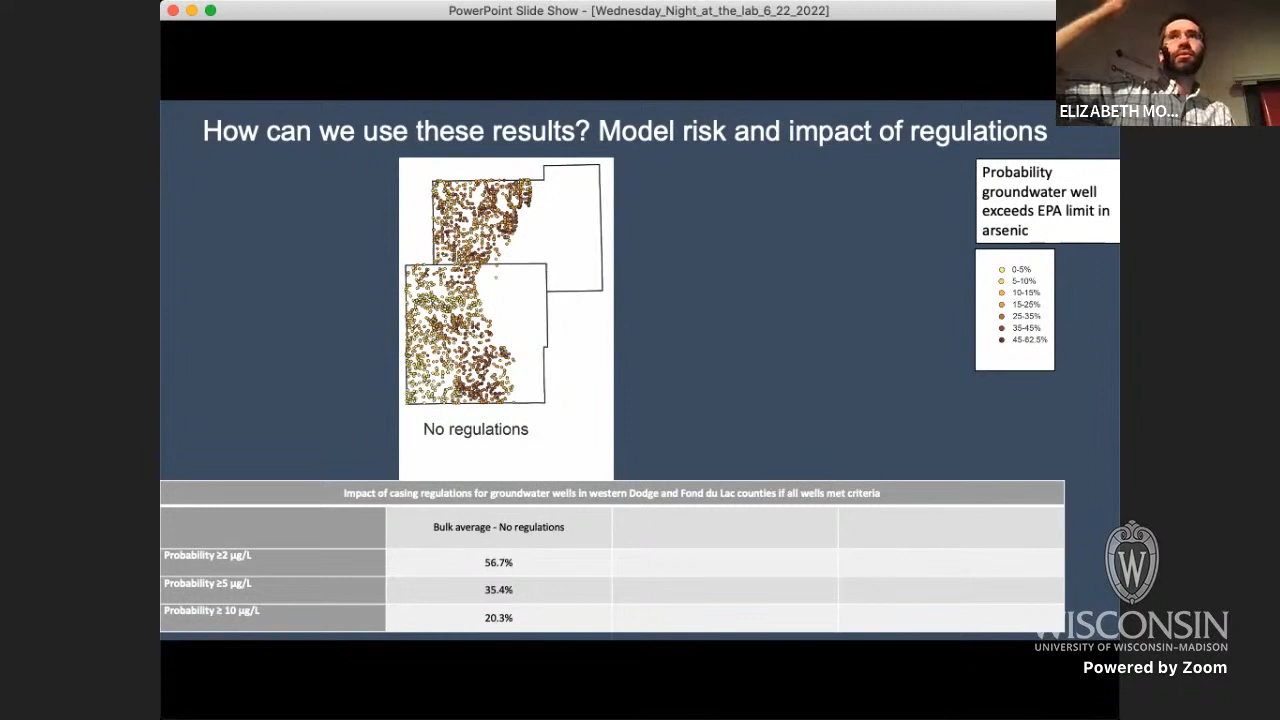 PowerPoint Slide Show - [Wednesday_Night_at_the_lab_6_22_2022]
ELIZABETH MO...
How can we use these results? Model risk and impact of regulations
Probability
groundwater well
exceeds EPA limit in
arsenic
0-5%
5-10%
10-15%
15-25%
25-35%
35-45%
45-62.5%
No regulations
Impact of casing regulations for groundwater wells in western Dodge and Fond du Lac counties if all wells met criteria
Bulk average - No regulations
Probability ≥2 µg/L
56.7%
Probability ≥5 µg/L
35.4%
Probability ≥ 10 µg/L
20.3%
W
WISCONSIN
UNIVERSITY OF WISCONSIN–MADISON
Powered by Zoom